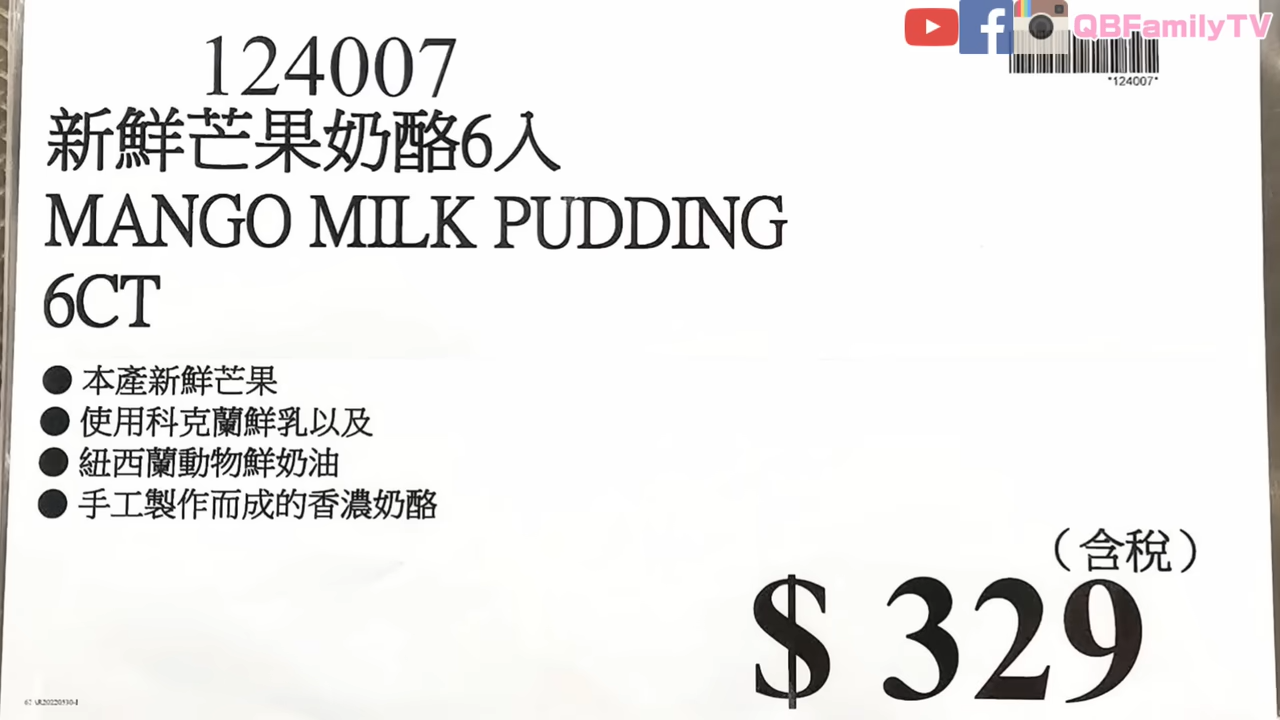 QBFamilyTV
124007
*124007*
新鮮芒果奶酪6入
MANGO MILK PUDDING
6CT
● 本產新鮮芒果
● 使用科克蘭鮮乳以及
● 紐西蘭動物鮮奶油
● 手工製作而成的香濃奶酪
（含稅）
$ 329